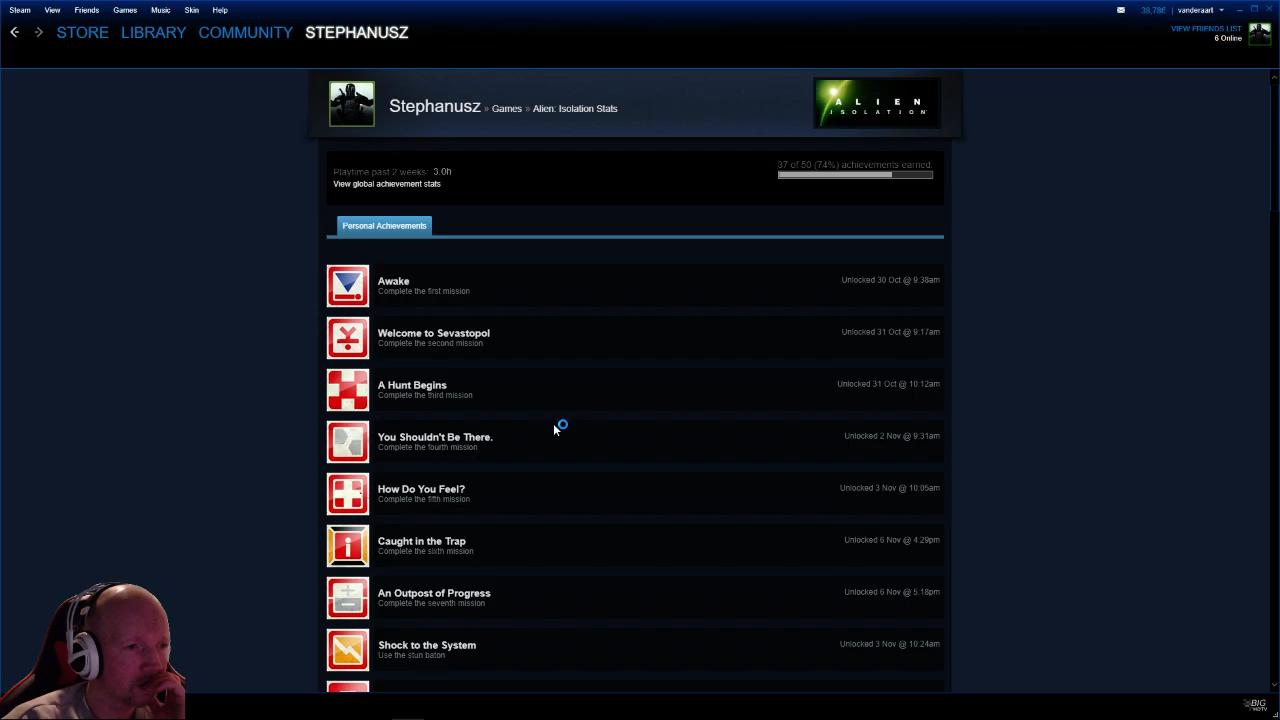 Steam View Friends Games Music Skin Help
38,78€ vanderaart
STORE LIBRARY COMMUNITY STEPHANUSZ
VIEW FRIENDS LIST
6 Online
Stephanusz » Games » Alien: Isolation Stats
ALIEN
ISOLATION
37 of 50 (74%) achievements earned.
Playtime past 2 weeks: 3.0h
View global achievement stats
Personal Achievements
Awake
Complete the first mission
Unlocked 30 Oct @ 9:38am
Welcome to Sevastopol
Complete the second mission
Unlocked 31 Oct @ 9:17am
A Hunt Begins
Complete the third mission
Unlocked 31 Oct @ 10:12am
You Shouldn't Be There.
Complete the fourth mission
Unlocked 2 Nov @ 9:31am
How Do You Feel?
Complete the fifth mission
Unlocked 3 Nov @ 10:05am
Caught in the Trap
Complete the sixth mission
Unlocked 6 Nov @ 4:29pm
An Outpost of Progress
Complete the seventh mission
Unlocked 6 Nov @ 5:18pm
Shock to the System
Use the stun baton
Unlocked 3 Nov @ 10:24am
BIG